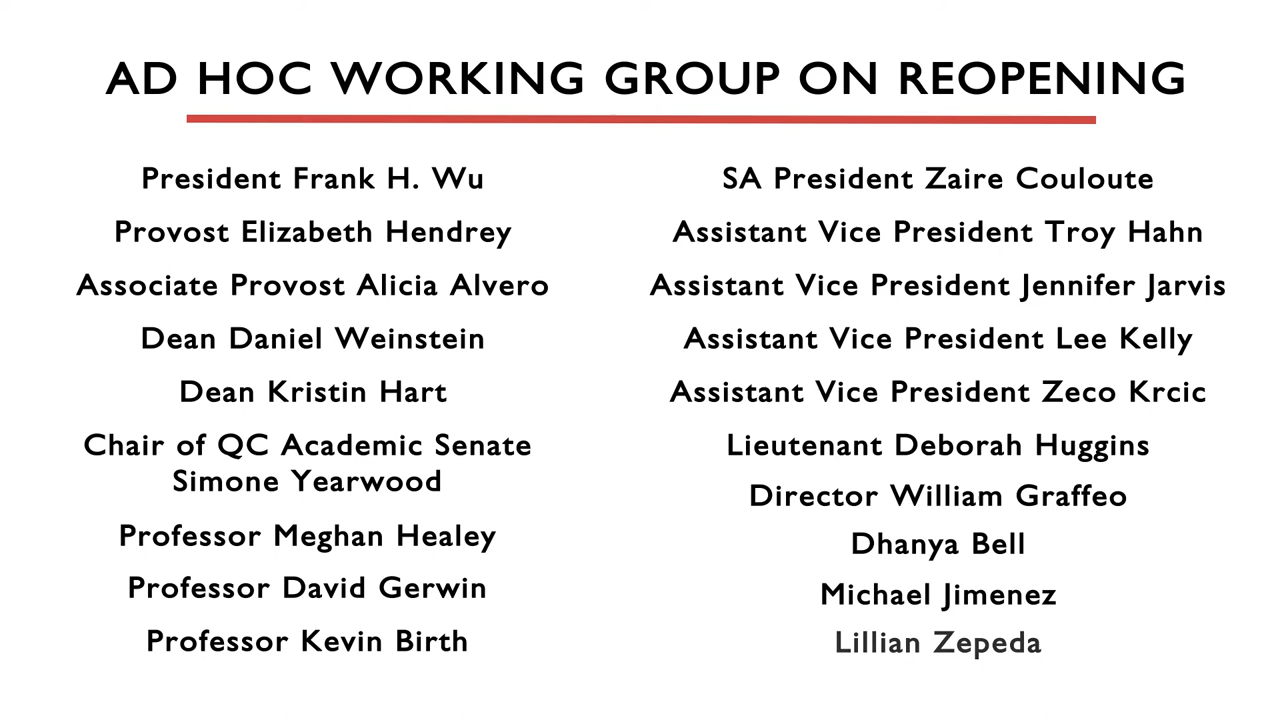 AD HOC WORKING GROUP ON REOPENING
President Frank H. Wu
Provost Elizabeth Hendrey
Associate Provost Alicia Alvero
Dean Daniel Weinstein
Dean Kristin Hart
Chair of QC Academic Senate
Simone Yearwood
Professor Meghan Healey
Professor David Gerwin
Professor Kevin Birth
SA President Zaire Couloute
Assistant Vice President Troy Hahn
Assistant Vice President Jennifer Jarvis
Assistant Vice President Lee Kelly
Assistant Vice President Zeco Krcic
Lieutenant Deborah Huggins
Director William Graffeo
Dhanya Bell
Michael Jimenez
Lillian Zepeda